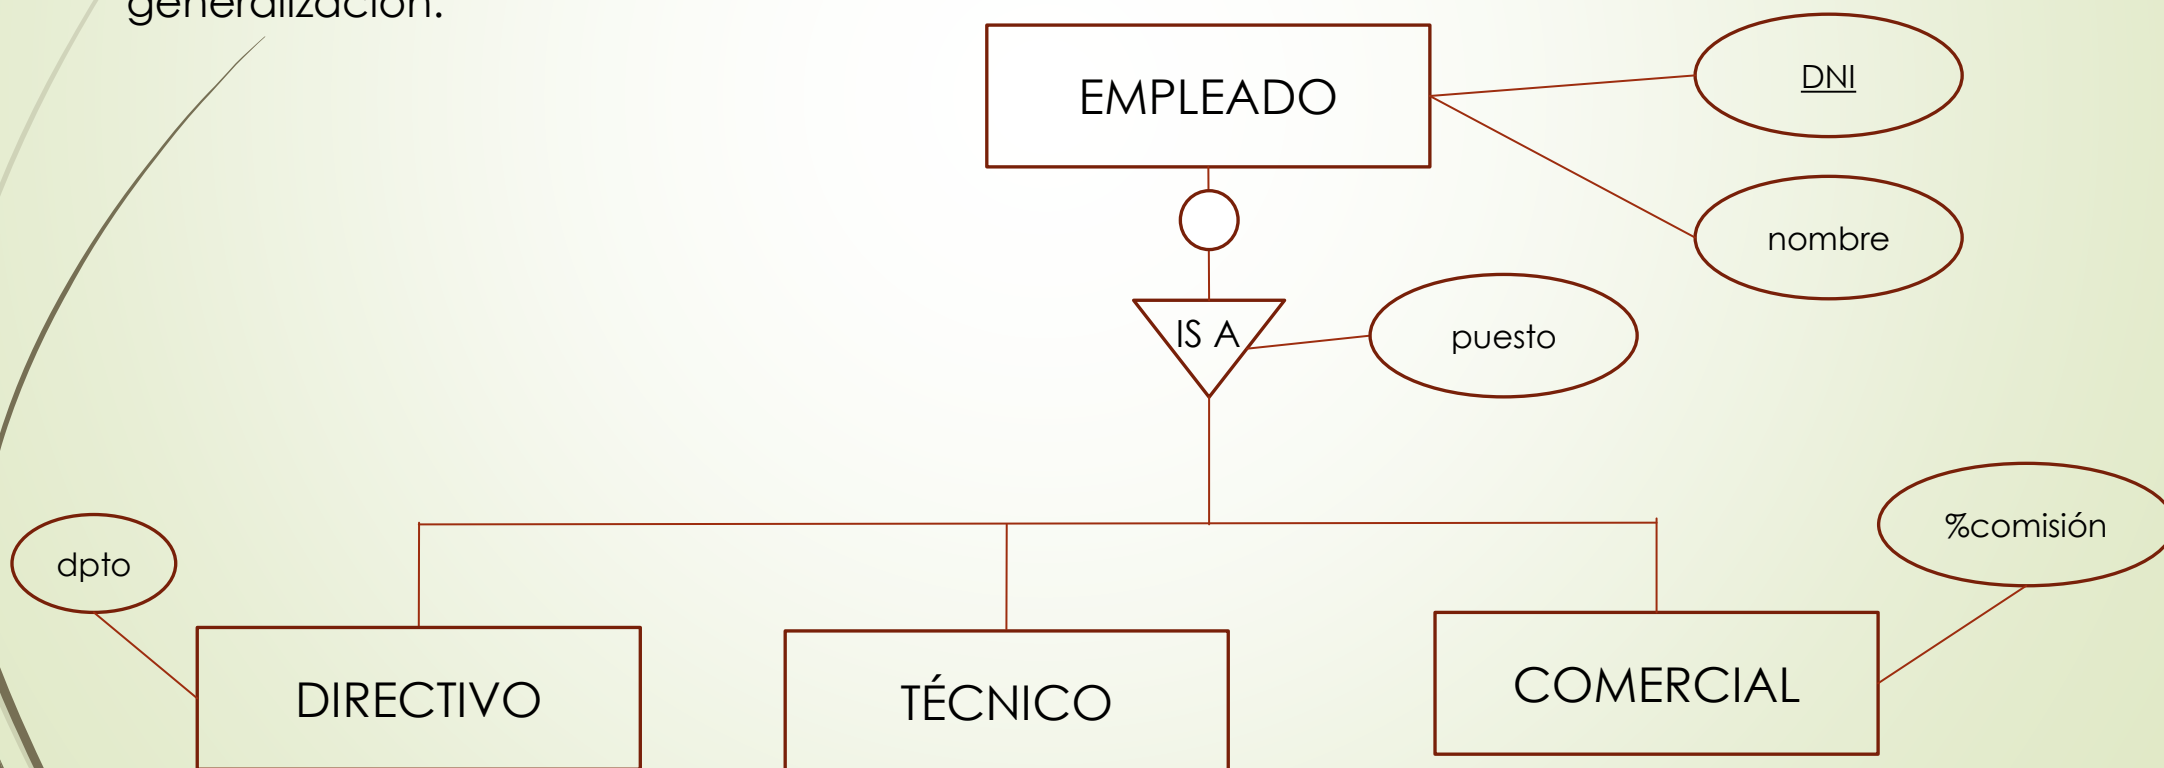 generalización.
EMPLEADO
DNI
nombre
IS A
puesto
dpto
%comisión
DIRECTIVO
TÉCNICO
COMERCIAL